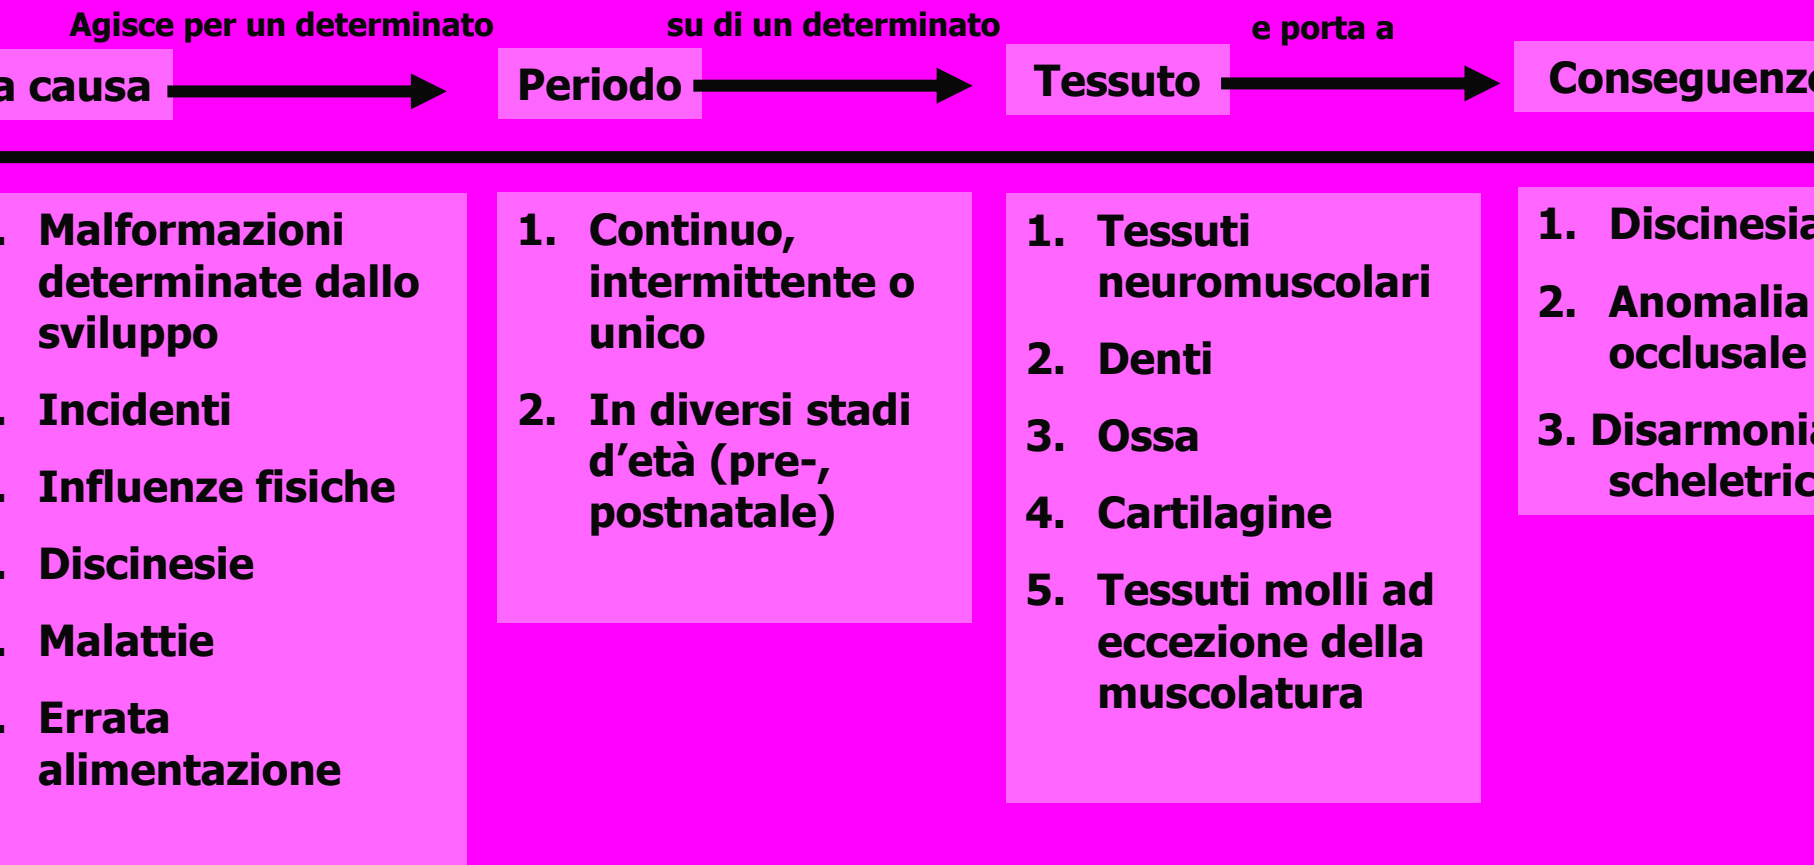 Agisce per un determinato
su di un determinato
e porta a
a causa
Periodo
Tessuto
Conseguenze
Malformazioni
determinate dallo
sviluppo
Incidenti
Influenze fisiche
Discinesie
Malattie
Errata
alimentazione
1. Continuo,
intermittente o
unico
2. In diversi stadi
d’età (pre-,
postnatale)
1. Tessuti
neuromuscolari
2. Denti
3. Ossa
4. Cartilagine
5. Tessuti molli ad
eccezione della
muscolatura
1. Discinesia
2. Anomalia
occlusale
3. Disarmonia
scheletric